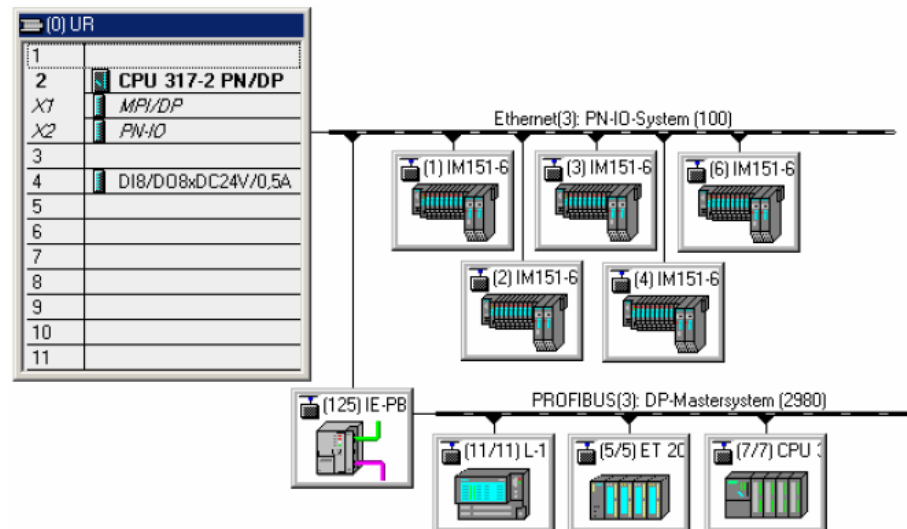 (0) UR
1
2 CPU 317-2 PN/DP
X1 MPI/DP
X2 PN-IO
3
4 DI8/DO8xDC24V/0,5A
5
6
7
8
9
10
11
Ethernet(3): PN-IO-System (100)
(1) IM151-6
(3) IM151-6
(6) IM151-6
(2) IM151-6
(4) IM151-6
(125) IE-PB
PROFIBUS(3): DP-Mastersystem (2980)
(11/11) L-1
(5/5) ET 20
(7/7) CPU 3